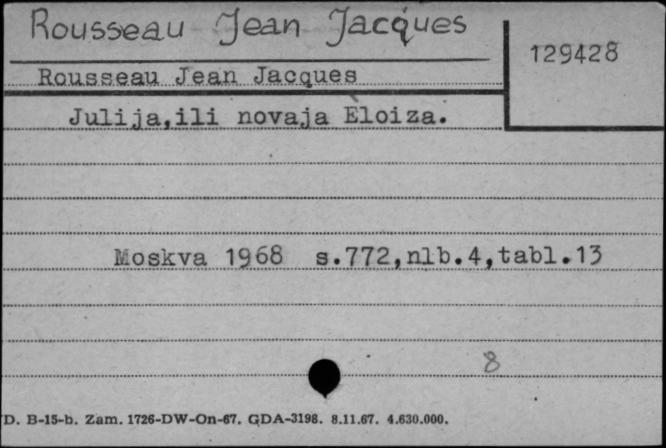 Rousseau Jean Jacques
129428
Rousseau Jean Jacques
Julija,ili novaja Èloiza.
Moskva 1968 s.772,nlb.4,tabl.13
8
D. B-15-b. Zam. 1726-DW-On-67. GDA-3198. 8.11.67. 4.630.000.